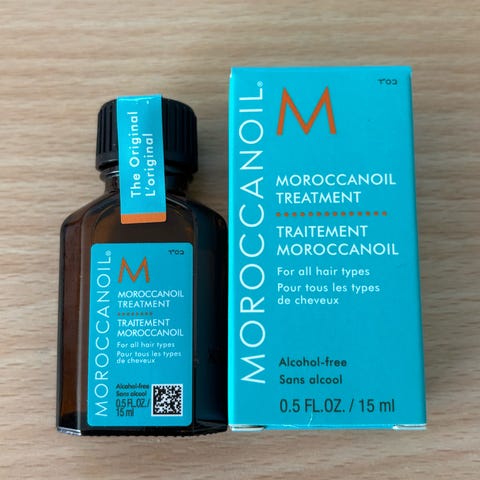 The Original
L'original
MOROCCANOIL
בס"ד
M
MOROCCANOIL
TREATMENT
TRAITEMENT
MOROCCANOIL
For all hair types
Pour tous les types
de cheveux
Alcohol-free
Sans alcool
0.5 FL.OZ./
15 ml
MOROCCANOIL®
בס"ד
M
MOROCCANOIL
TREATMENT
TRAITEMENT
MOROCCANOIL
For all hair types
Pour tous les types
de cheveux
Alcohol-free
Sans alcool
0.5 FL.OZ. / 15 ml